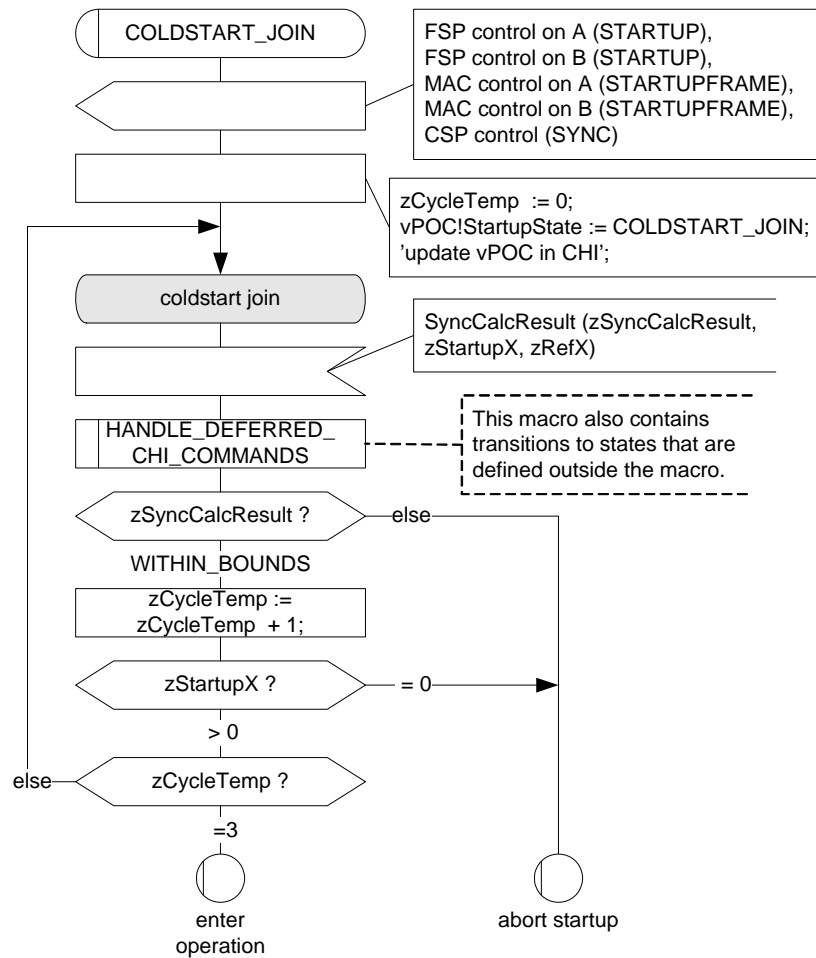 COLDSTART_JOIN
FSP control on A (STARTUP),
FSP control on B (STARTUP),
MAC control on A (STARTUPFRAME),
MAC control on B (STARTUPFRAME),
CSP control (SYNC)
zCycleTemp := 0;
vPOC!StartupState := COLDSTART_JOIN;
'update vPOC in CHI';
coldstart join
SyncCalcResult (zSyncCalcResult,
zStartupX, zRefX)
HANDLE_DEFERRED_
CHI_COMMANDS
This macro also contains
transitions to states that are
defined outside the macro.
zSyncCalcResult ?
else
WITHIN_BOUNDS
zCycleTemp :=
zCycleTemp + 1;
zStartupX ?
= 0
> 0
else
zCycleTemp ?
=3
enter
operation
abort startup